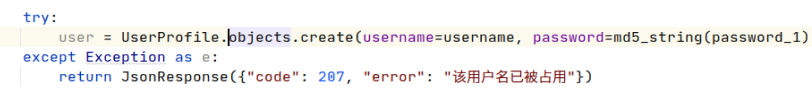 try:
user = UserProfile.objects.create(username=username, password=md5_string(password_1)
except Exception as e:
return JsonResponse({"code": 207, "error": "该用户名已被占用"})